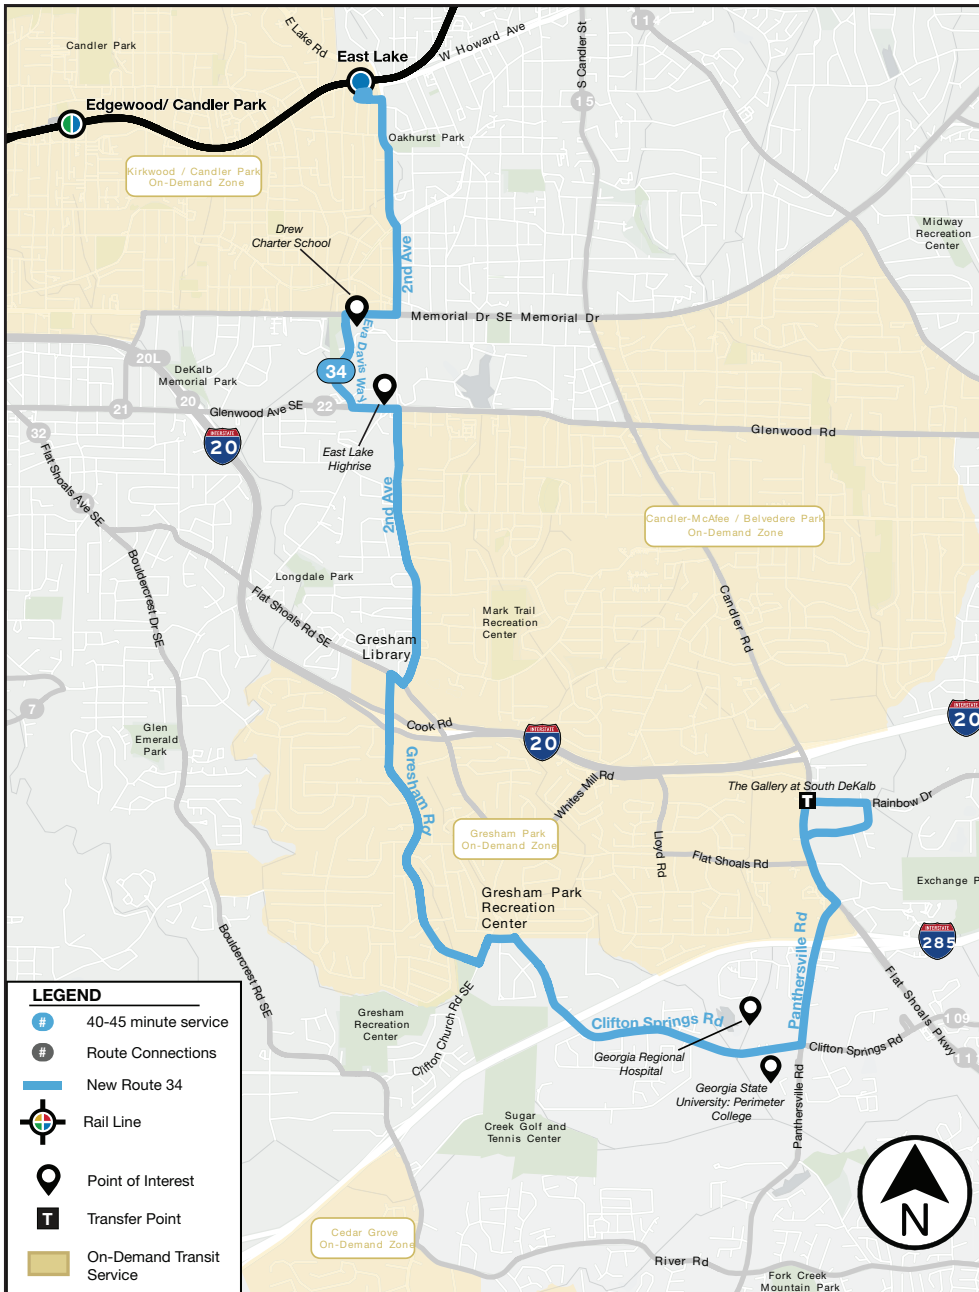 Candler Park
E Lake Rd
East Lake
W Howard Ave
S Candler St
114
15
Edgewood/ Candler Park
Oakhurst Park
Kirkwood / Candler Park
On-Demand Zone
Drew
Charter School
2nd Ave
Midway
Recreation
Center
Memorial Dr SE Memorial Dr
Eva Davis Way
20L
34
DeKalb
Memorial Park
20
21
22
Glenwood Ave SE
32
INTERSTATE
20
Glenwood Rd
East Lake
Highrise
Flat Shoals Ave SE
2nd Ave
Candler-McAfee / Belvedere Park
On-Demand Zone
Bouldercrest Dr SE
Longdale Park
Flat Shoals Rd SE
Mark Trail
Recreation
Center
Candler Rd
Gresham
Library
7
Glen
Emerald
Park
Cook Rd
INTERSTATE
20
INTERSTATE
20
Gresham Rd
Whites Mill Rd
The Gallery at South DeKalb
T
Rainbow Dr
Gresham Park
On-Demand Zone
Lloyd Rd
Flat Shoals Rd
Exchange P
Gresham Park
Recreation
Center
Bouldercrest Rd SE
Panthersville Rd
INTERSTATE
285
Flat Shoals Pkwy
Clifton Church Rd SE
Gresham
Recreation
Center
Clifton Springs Rd
109
Georgia Regional
Hospital
Clifton Springs Rd
11
Georgia State
University: Perimeter
College
Panthersville Rd
Sugar
Creek Golf and
Tennis Center
Cedar Grove
On-Demand Zone
River Rd
Fork Creek
Mountain Park
N
LEGEND
# 40-45 minute service
# Route Connections
New Route 34
Rail Line
Point of Interest
T Transfer Point
On-Demand Transit
Service